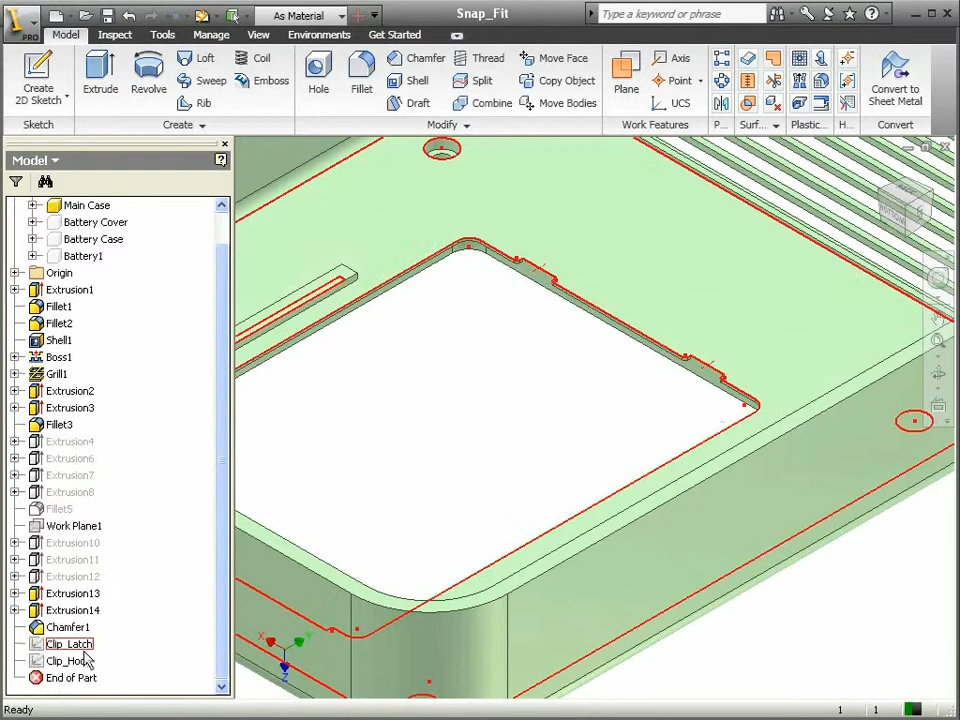 As Material
Snap_Fit
Type a keyword or phrase
PRO
Model
Inspect
Tools
Manage
View
Environments
Get Started
Create
2D Sketch
Extrude
Revolve
Loft
Sweep
Rib
Coil
Emboss
Hole
Fillet
Chamfer
Shell
Draft
Thread
Split
Combine
Move Face
Copy Object
Move Bodies
Plane
Axis
Point
UCS
Convert to
Sheet Metal
Sketch
Create
Modify
Work Features
P...
Surf...
Plastic...
H...
Convert
Model
Main Case
Battery Cover
Battery Case
Battery1
Origin
Extrusion1
Fillet1
Fillet2
Shell1
Boss1
Grill1
Extrusion2
Extrusion3
Fillet3
Extrusion4
Extrusion6
Extrusion7
Extrusion8
Fillet5
Work Plane1
Extrusion10
Extrusion11
Extrusion12
Extrusion13
Extrusion14
Chamfer1
Clip_Latch
Clip_Hoo
End of Part
X
Y
Z
Ready
1
1